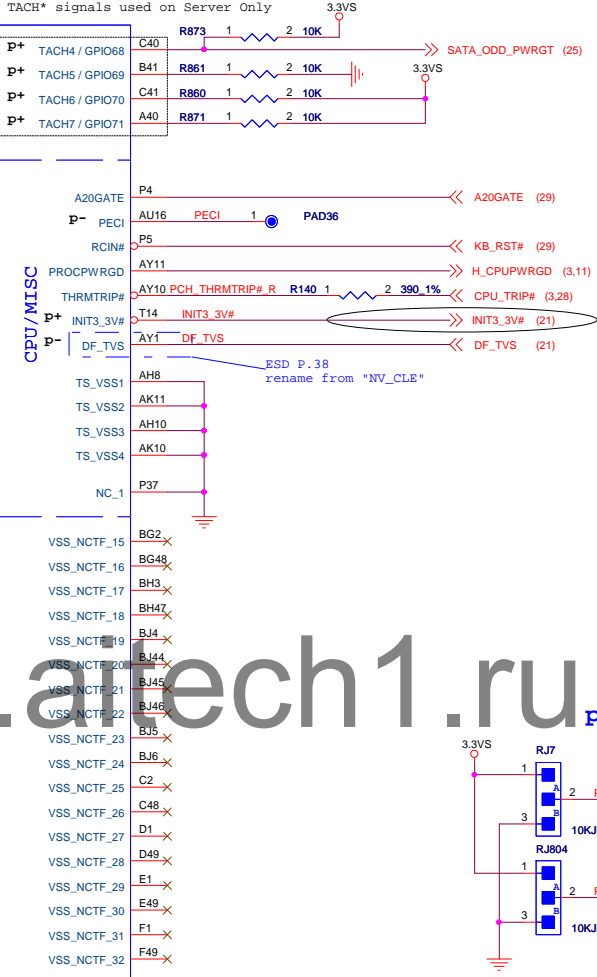 TACH* signals used on Server Only
3.3VS
p+ TACH4 / GPIO68 C40 R873 1 2 10K SATA_ODD_PWRGT (25)
p+ TACH5 / GPIO69 B41 R861 1 2 10K
3.3VS
p+ TACH6 / GPIO70 C41 R860 1 2 10K
p+ TACH7 / GPIO71 A40 R871 1 2 10K
CPU/MISC
A20GATE P4 A20GATE (29)
p- PECI AU16 PECI 1 PAD36
RCIN# P5 KB_RST# (29)
PROCPWRGD AY11 H_CPUPWRGD (3,11)
THRMTRIP# AY10 PCH_THRMTRIP#_R R140 1 2 390_1% CPU_TRIP# (3,28)
p+ INIT3_3V# T14 INIT3_3V# INIT3_3V# (21)
p- DF_TVS AY1 DF_TVS DF_TVS (21)
ESD P.38
rename from "NV_CLE"
TS_VSS1 AH8
TS_VSS2 AK11
TS_VSS3 AH10
TS_VSS4 AK10
NC_1 P37
VSS_NCTF_15 BG2
VSS_NCTF_16 BG48
VSS_NCTF_17 BH3
VSS_NCTF_18 BH47
VSS_NCTF_19 BJ4
VSS_NCTF_20 BJ44
VSS_NCTF_21 BJ45
VSS_NCTF_22 BJ46
VSS_NCTF_23 BJ5
VSS_NCTF_24 BJ6
VSS_NCTF_25 C2
VSS_NCTF_26 C48
VSS_NCTF_27 D1
VSS_NCTF_28 D49
VSS_NCTF_29 E1
VSS_NCTF_30 E49
VSS_NCTF_31 F1
VSS_NCTF_32 F49
.aitech1.ru
p
3.3VS
RJ7
1
A
2
B
3
10KJ
RJ804
1
A
2
B
3
10KJ